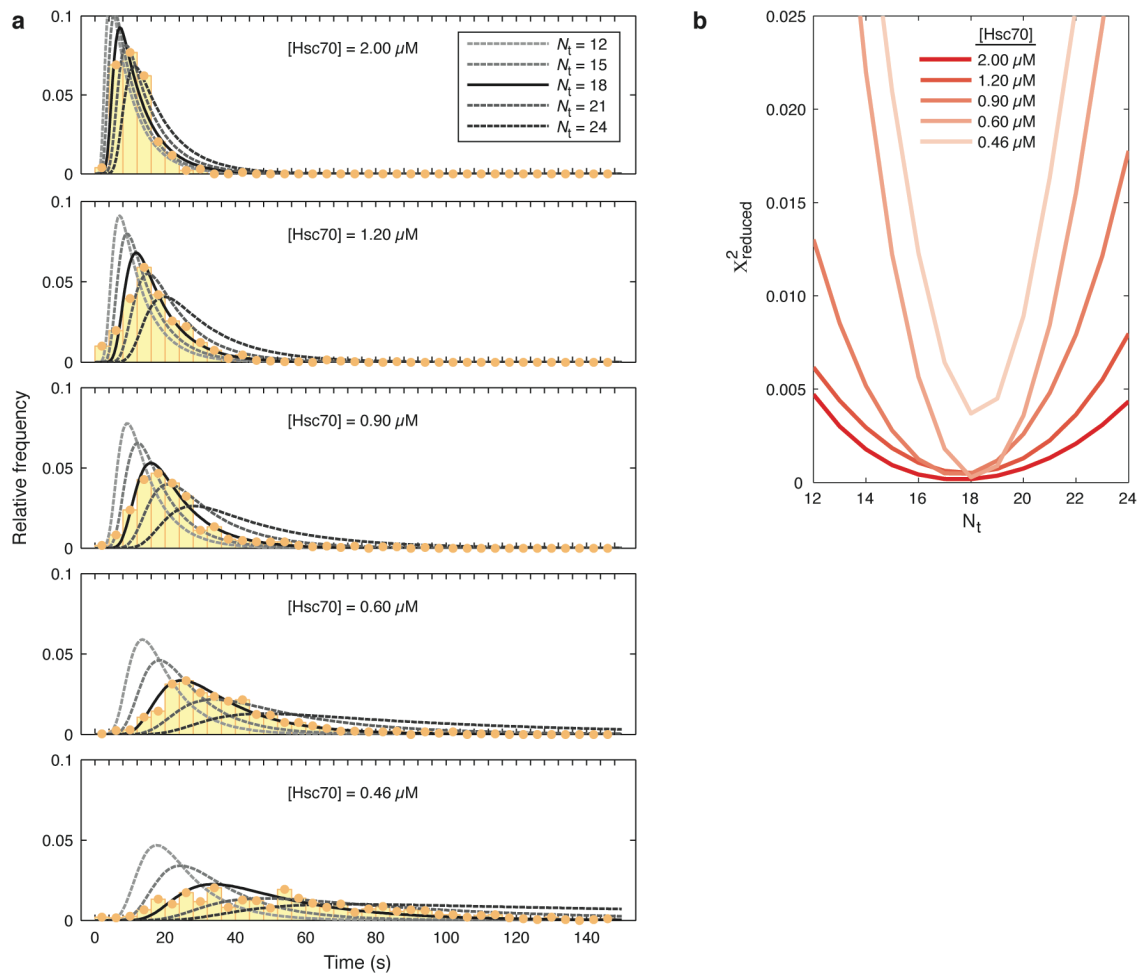 a
[Hsc70] = 2.00 µM
N_t = 12
N_t = 15
N_t = 18
N_t = 21
N_t = 24
0.05
0
0.1
[Hsc70] = 1.20 µM
0.05
0
0.1
[Hsc70] = 0.90 µM
0.05
0
0.1
[Hsc70] = 0.60 µM
0.05
0
0.1
[Hsc70] = 0.46 µM
0.05
0
0 20 40 60 80 100 120 140
Time (s)
Relative frequency
b
0.025
0.020
0.015
0.010
0.005
0
[Hsc70]
2.00 µM
1.20 µM
0.90 µM
0.60 µM
0.46 µM
12 14 16 18 20 22 24
N_t
χ²reduced